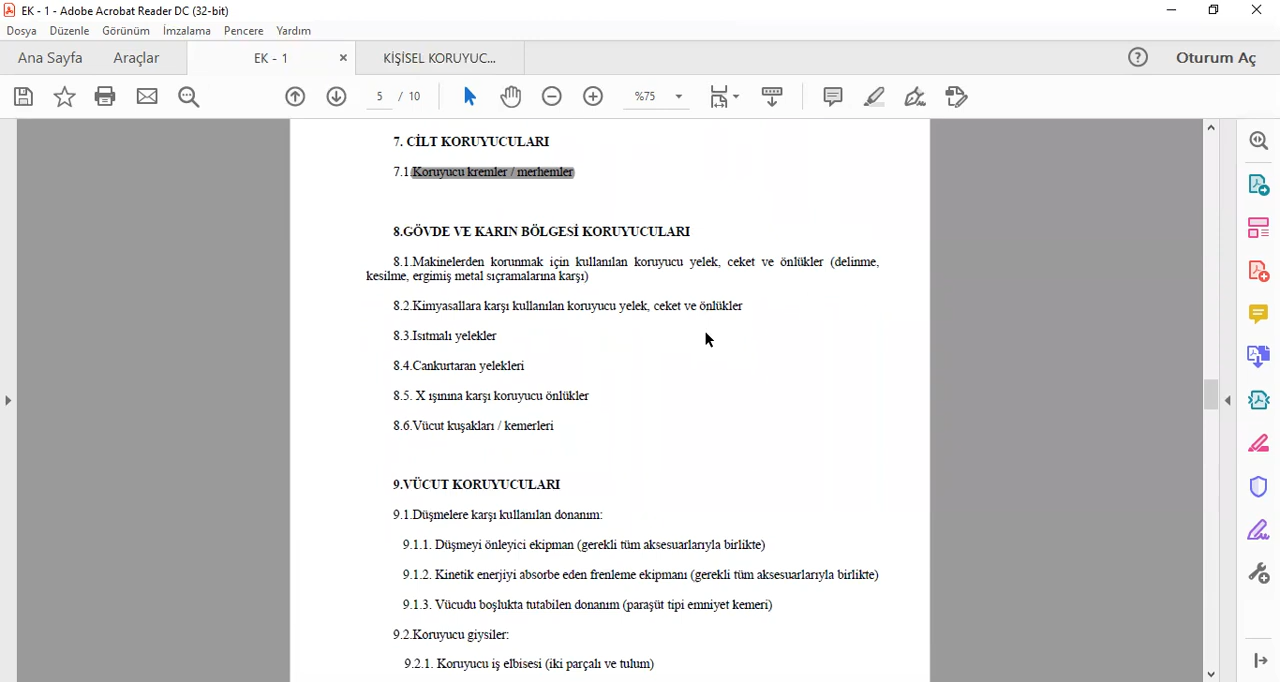 EK - 1 - Adobe Acrobat Reader DC (32-bit)
Dosya Düzenle Görünüm İmzalama Pencere Yardım
Ana Sayfa Araçlar EK - 1 KİŞİSEL KORUYUC... Oturum Aç
5 / 10 %75
7. CİLT KORUYUCULARI
7.1.Koruyucu kremler / merhemler
8.GÖVDE VE KARIN BÖLGESİ KORUYUCULARI
8.1.Makinelerden korunmak için kullanılan koruyucu yelek, ceket ve önlükler (delinme,
kesilme, ergimiş metal sıçramalarına karşı)
8.2.Kimyasallara karşı kullanılan koruyucu yelek, ceket ve önlükler
8.3.Isıtmalı yelekler
8.4.Cankurtaran yelekleri
8.5. X ışınına karşı koruyucu önlükler
8.6.Vücut kuşakları / kemerleri
9.VÜCUT KORUYUCULARI
9.1.Düşmelere karşı kullanılan donanım:
9.1.1. Düşmeyi önleyici ekipman (gerekli tüm aksesuarlarıyla birlikte)
9.1.2. Kinetik enerjiyi absorbe eden frenleme ekipmanı (gerekli tüm aksesuarlarıyla birlikte)
9.1.3. Vücudu boşlukta tutabilen donanım (paraşüt tipi emniyet kemeri)
9.2.Koruyucu giysiler:
9.2.1. Koruyucu iş elbisesi (iki parçalı ve tulum)